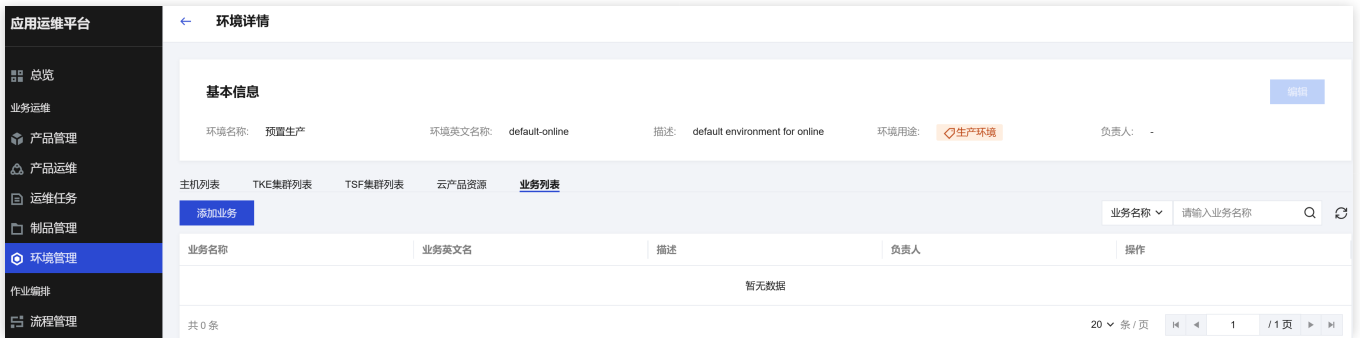 应用运维平台
环境详情
总览
业务运维
产品管理
产品运维
运维任务
制品管理
环境管理
作业编排
流程管理
基本信息
编辑
环境名称: 预置生产 环境英文名称: default-online 描述: default environment for online 环境用途: 生产环境 负责人: -
主机列表 TKE集群列表 TSF集群列表 云产品资源 业务列表
添加业务 业务名称 请输入业务名称
业务名称 业务英文名 描述 负责人 操作
暂无数据
共 0 条 20 条 / 页 1 / 1 页